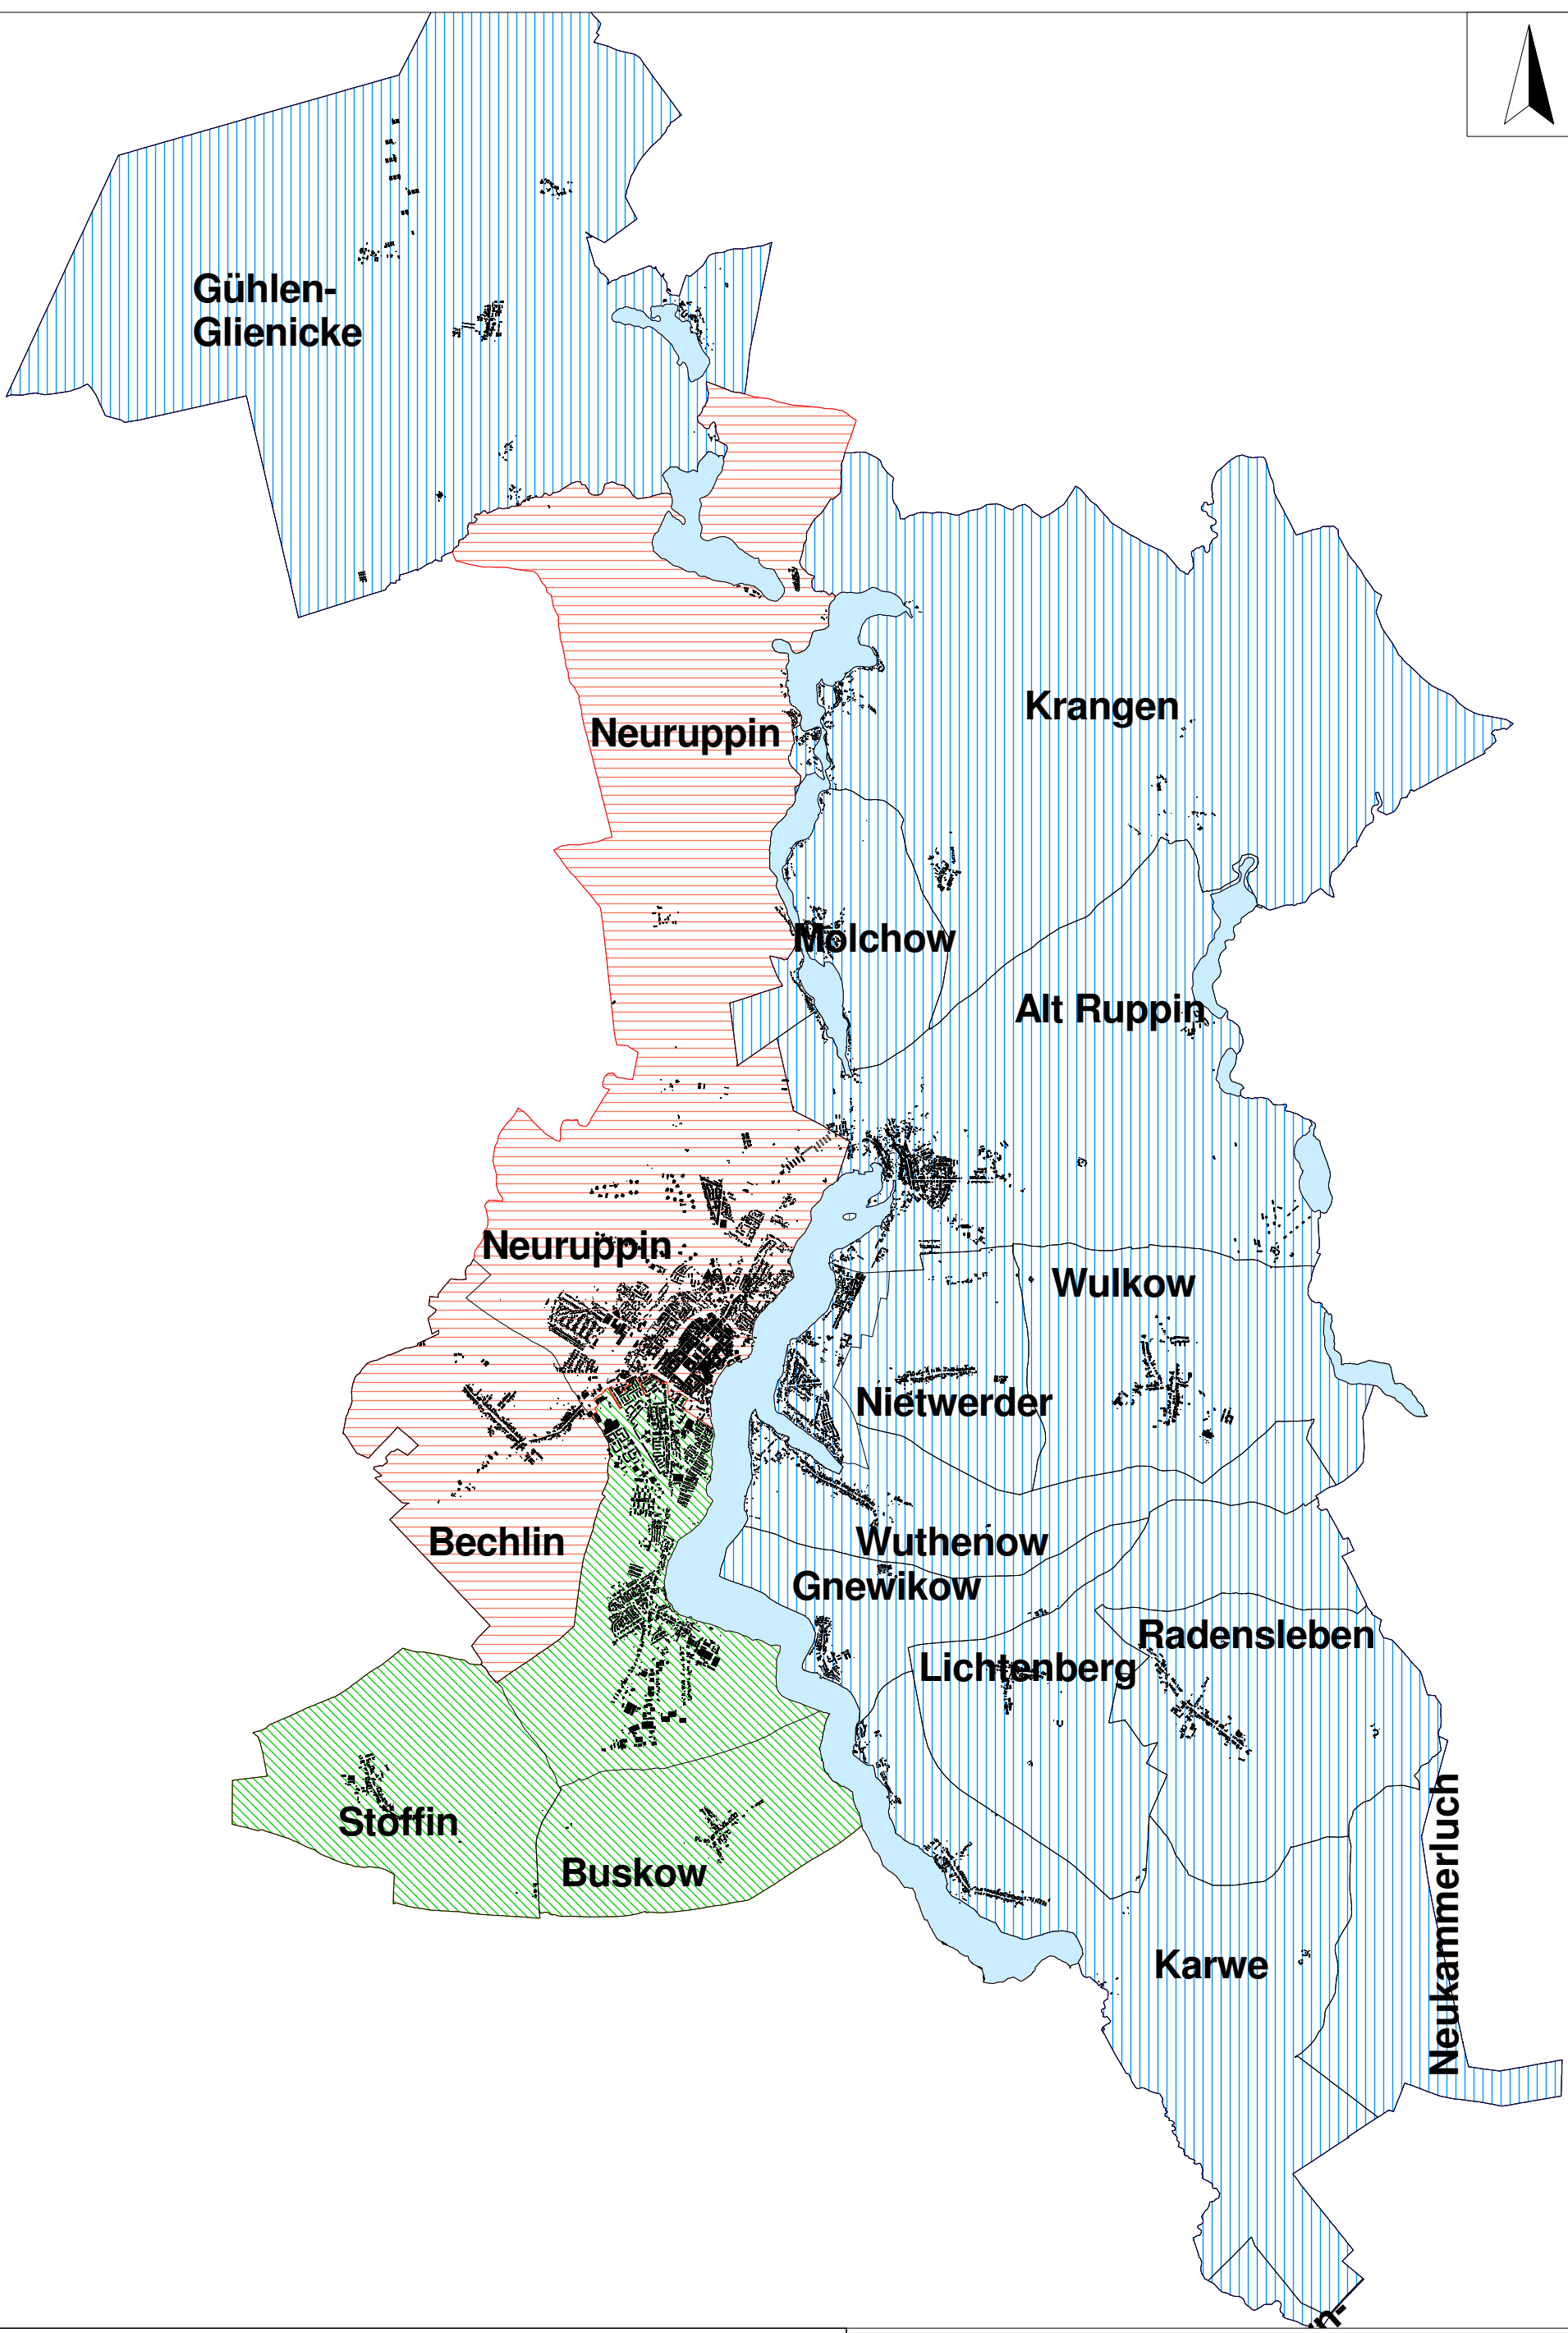 Gühlen-
Glienicke
Krangen
Neuruppin
Molchow
Alt Ruppin
Neuruppin
Wulkow
Nietwerder
Bechlin
Wuthenow
Gnewikow
Radensleben
Lichtenberg
Stöffin
Buskow
Neukammerluch
Karwe